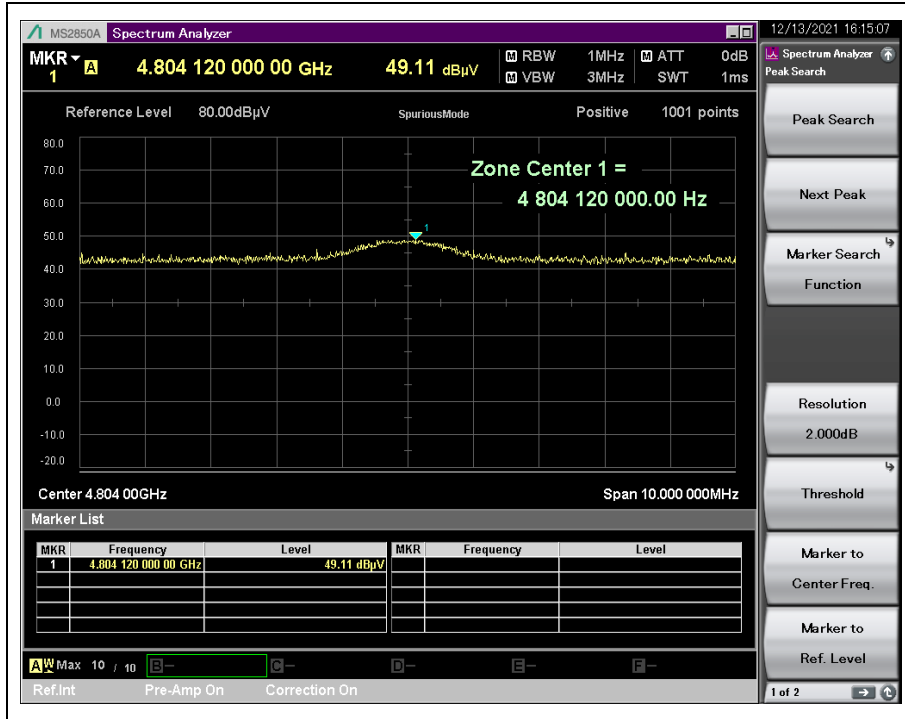 MS2850A Spectrum Analyzer
12/13/2021 16:15:07
MKR 1 A 4.804 120 000 00 GHz 49.11 dBµV
M RBW 1MHz M ATT 0dB
M VBW 3MHz SWT 1ms
Reference Level 80.00dBµV SpuriousMode Positive 1001 points
80.0
70.0
60.0
50.0
40.0
30.0
20.0
10.0
0.0
-10.0
-20.0
Zone Center 1 =
4 804 120 000.00 Hz
1
Center 4.804 00GHz Span 10.000 000MHz
Marker List
MKR Frequency Level MKR Frequency Level
1 4.804 120 000 00 GHz 49.11 dBµV
A W Max 10 / 10 B- C- D- E- F-
Ref.Int Pre-Amp On Correction On
Spectrum Analyzer
Peak Search
Peak Search
Next Peak
Marker Search
Function
Resolution
2.000dB
Threshold
Marker to
Center Freq.
Marker to
Ref. Level
1 of 2